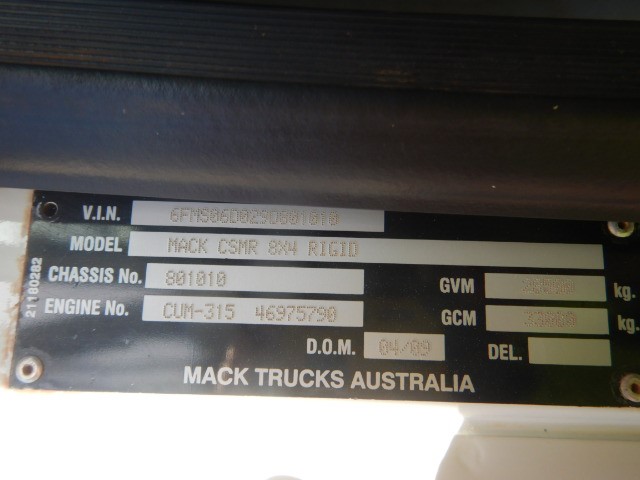 V.I.N. 6FMS06D029D801010
MODEL MACK CSMR 8X4 RIGID
CHASSIS No. 801010
GVM kg.
ENGINE No. CUM-315 46975790
GCM kg.
D.O.M. 04/09 DEL.
MACK TRUCKS AUSTRALIA
21180282